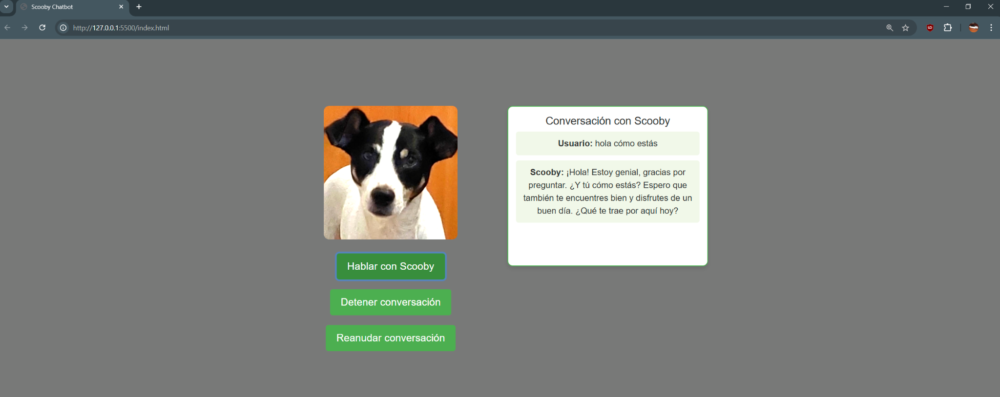 Scooby Chatbot
http://127.0.0.1:5500/index.html
Hablar con Scooby
Detener conversación
Reanudar conversación
Conversación con Scooby
Usuario: hola cómo estás
Scooby: ¡Hola! Estoy genial, gracias por
preguntar. ¿Y tú cómo estás? Espero que
también te encuentres bien y disfrutes de un
buen día. ¿Qué te trae por aquí hoy?